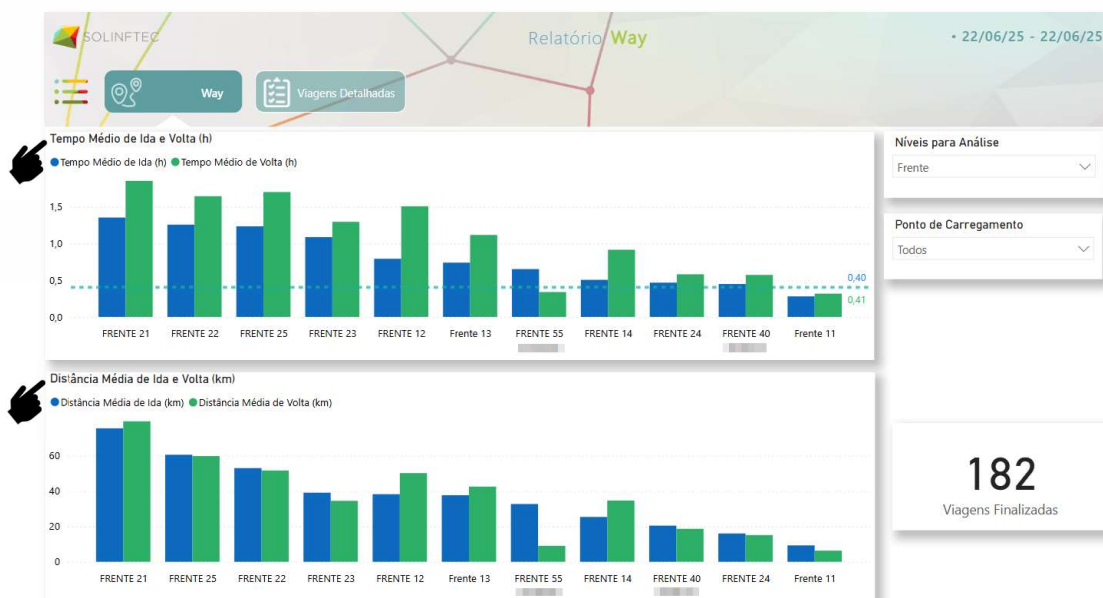 SOLINFTEC
Relatório Way
• 22/06/25 - 22/06/25
Way
Viagens Detalhadas
Tempo Médio de Ida e Volta (h)
Tempo Médio de Ida (h) Tempo Médio de Volta (h)
1,5
1,0
0,5
0,0
0,40
0,41
FRENTE 21 FRENTE 22 FRENTE 25 FRENTE 23 FRENTE 12 Frente 13 FRENTE 55 FRENTE 14 FRENTE 24 FRENTE 40 Frente 11
Níveis para Análise
Frente
Ponto de Carregamento
Todos
Distância Média de Ida e Volta (km)
Distância Média de Ida (km) Distância Média de Volta (km)
60
40
20
0
FRENTE 21 FRENTE 25 FRENTE 22 FRENTE 23 FRENTE 12 Frente 13 FRENTE 55 FRENTE 14 FRENTE 40 FRENTE 24 Frente 11
182
Viagens Finalizadas